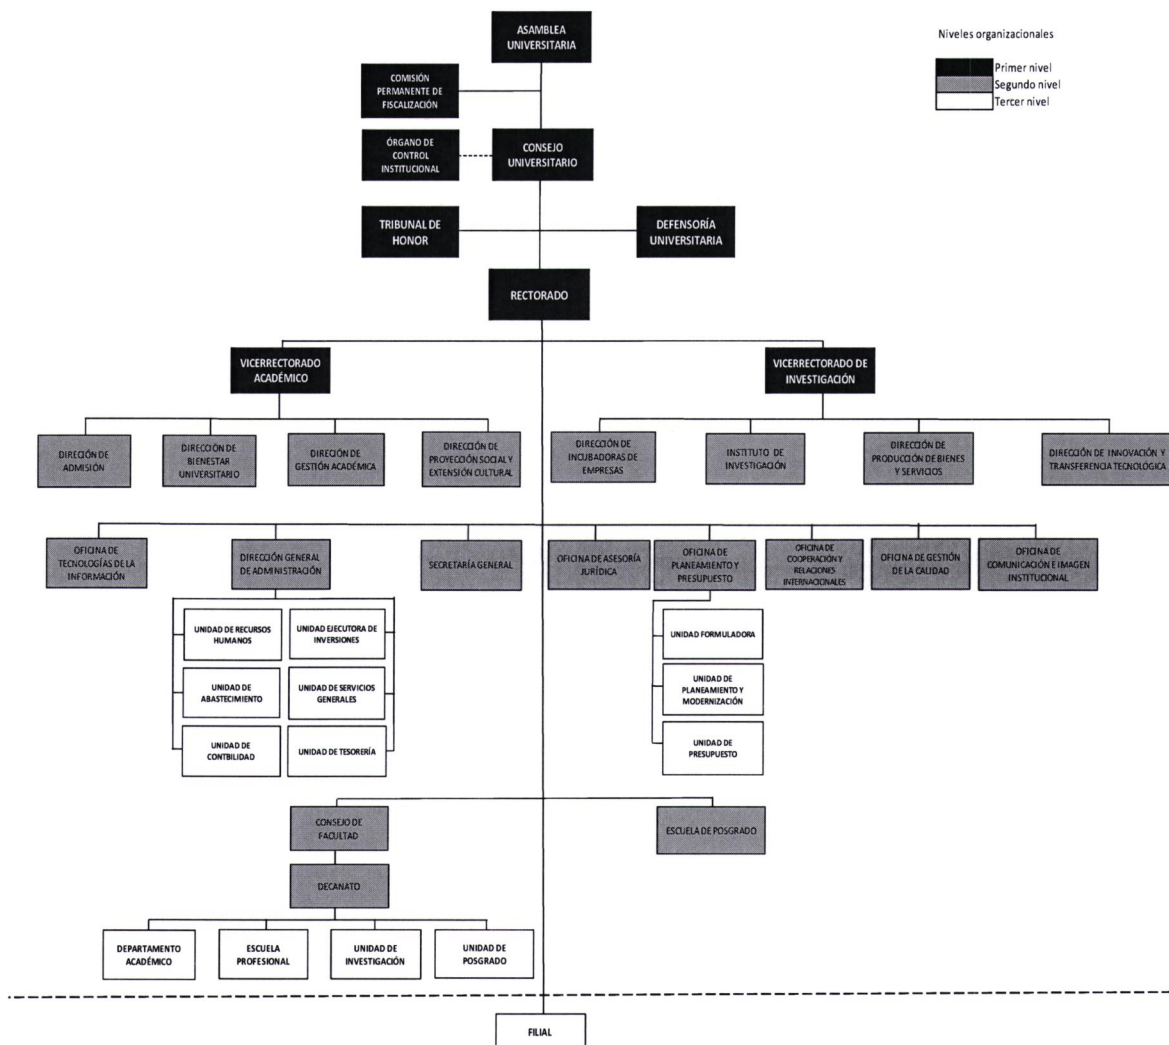 ASAMBLEA
UNIVERSITARIA
Niveles organizacionales
Primer nivel
Segundo nivel
Tercer nivel
COMISIÓN
PERMANENTE DE
FISCALIZACIÓN
ÓRGANO DE
CONTROL
INSTITUCIONAL
CONSEJO
UNIVERSITARIO
TRIBUNAL DE
HONOR
DEFENSORÍA
UNIVERSITARIA
RECTORADO
VICERRECTORADO
ACADÉMICO
VICERRECTORADO DE
INVESTIGACIÓN
DIRECCIÓN DE
ADMISIÓN
DIRECCIÓN DE
BIENESTAR
UNIVERSITARIO
DIRECCIÓN DE
GESTIÓN ACADÉMICA
DIRECCIÓN DE
PROYECCIÓN SOCIAL Y
EXTENSIÓN CULTURAL
DIRECCIÓN DE
INCUBADORAS DE
EMPRESAS
INSTITUTO DE
INVESTIGACIÓN
DIRECCIÓN DE
PRODUCCIÓN DE BIENES
Y SERVICIOS
DIRECCIÓN DE INNOVACIÓN Y
TRANSFERENCIA TECNOLÓGICA
OFICINA DE
TECNOLOGÍAS DE LA
INFORMACIÓN
DIRECCIÓN GENERAL
DE ADMINISTRACIÓN
SECRETARÍA GENERAL
OFICINA DE ASESORÍA
JURÍDICA
OFICINA DE
PLANEAMIENTO Y
PRESUPUESTO
OFICINA DE
COOPERACIÓN Y
RELACIONES
INTERNACIONALES
OFICINA DE GESTIÓN
DE LA CALIDAD
OFICINA DE
COMUNICACIÓN E IMAGEN
INSTITUCIONAL
UNIDAD DE RECURSOS
HUMANOS
UNIDAD EJECUTORA DE
INVERSIONES
UNIDAD FORMULADORA
UNIDAD DE
ABASTECIMIENTO
UNIDAD DE SERVICIOS
GENERALES
UNIDAD DE
PLANEAMIENTO Y
MODERNIZACIÓN
UNIDAD DE
CONTBILIDAD
UNIDAD DE TESORERÍA
UNIDAD DE
PRESUPUESTO
CONSEJO DE
FACULTAD
ESCUELA DE POSGRADO
DECANATO
DEPARTAMENTO
ACADÉMICO
ESCUELA
PROFESIONAL
UNIDAD DE
INVESTIGACIÓN
UNIDAD DE
POSGRADO
FILIAL